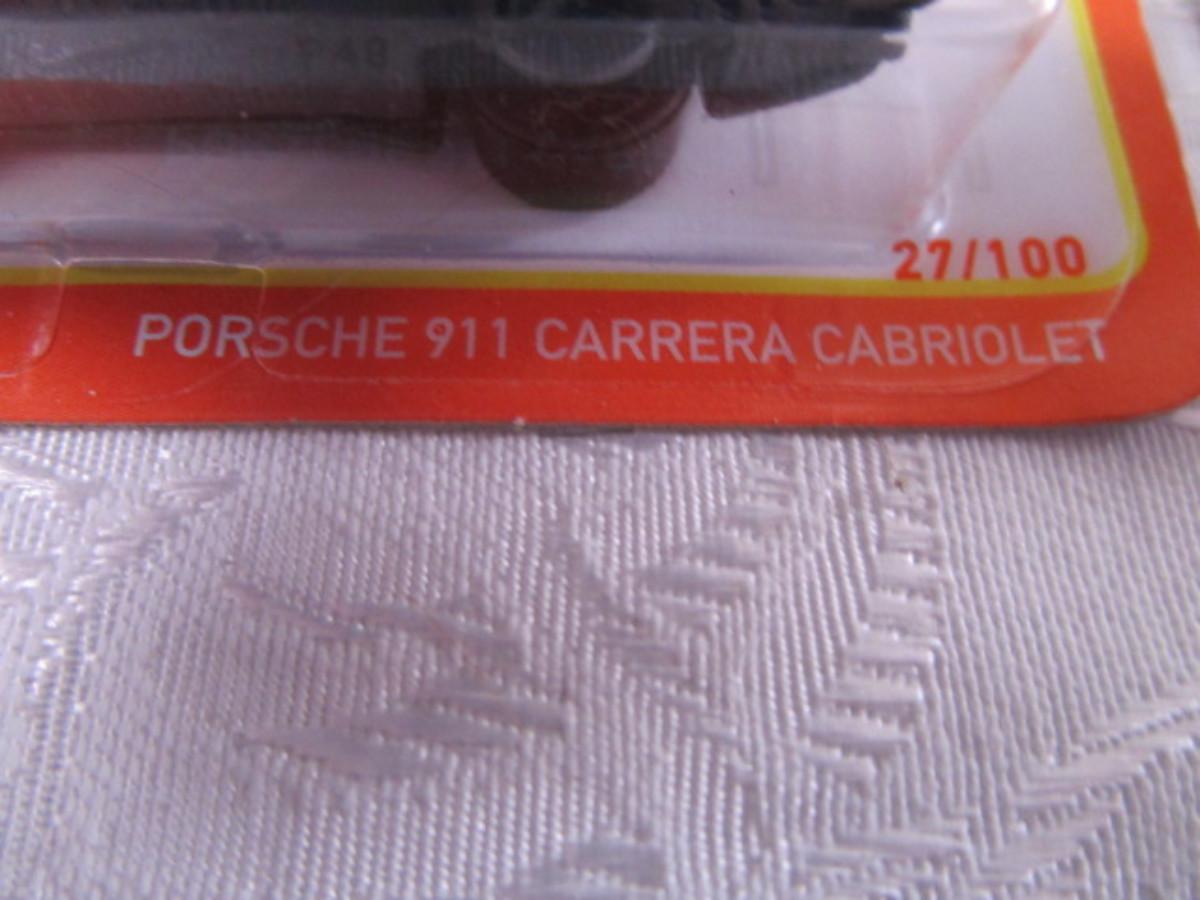 27/100
PORSCHE 911 CARRERA CABRIOLET